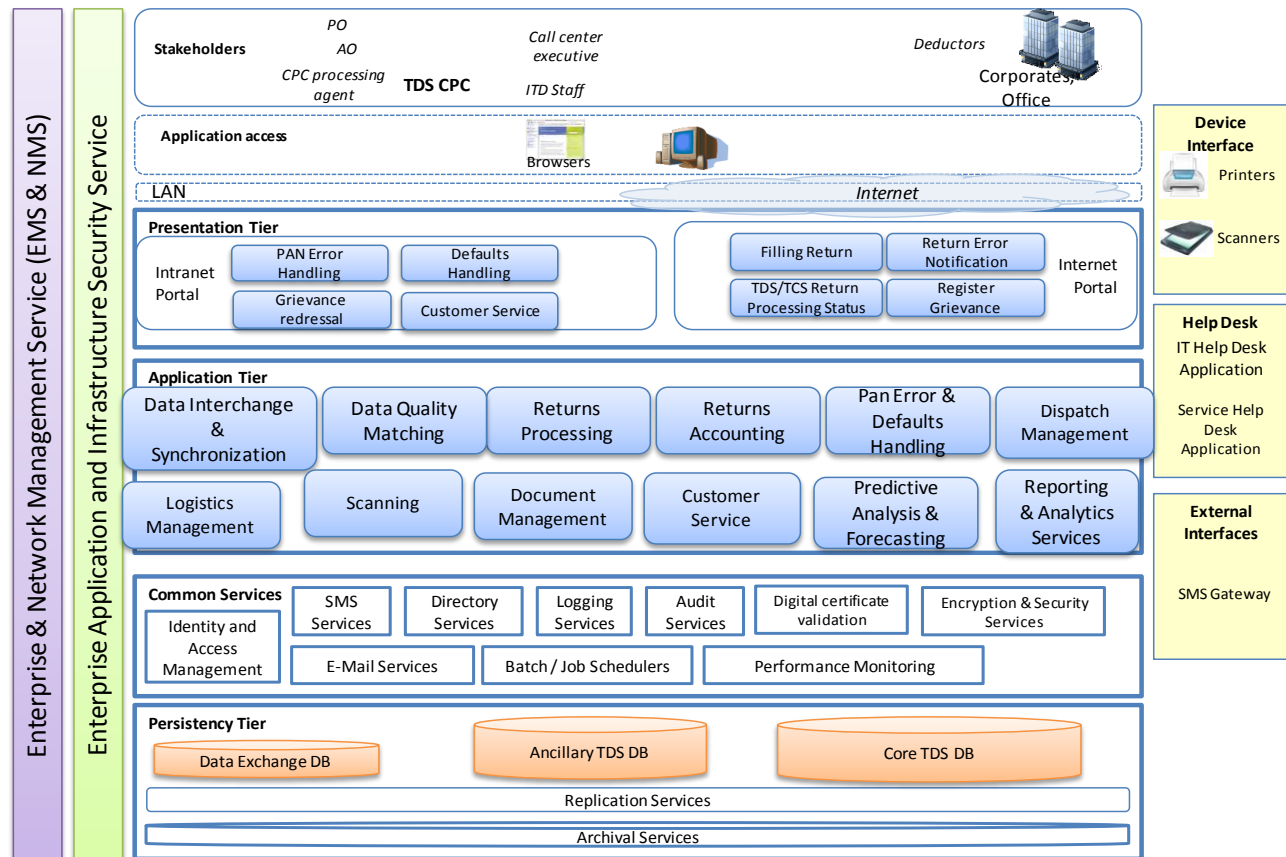 Enterprise & Network Management Service (EMS & NMS)
Enterprise Application and Infrastructure Security Service
Stakeholders
PO
AO
CPC processing
agent
TDS CPC
Call center
executive
ITD Staff
Deductors
Corporates,
Office
Application access
Browsers
LAN
Internet
Presentation Tier
Intranet
Portal
PAN Error
Handling
Defaults
Handling
Grievance
redressal
Customer Service
Filling Return
Return Error
Notification
TDS/TCS Return
Processing Status
Register
Grievance
Internet
Portal
Application Tier
Data Interchange
&
Synchronization
Data Quality
Matching
Returns
Processing
Returns
Accounting
Pan Error &
Defaults
Handling
Dispatch
Management
Logistics
Management
Scanning
Document
Management
Customer
Service
Predictive
Analysis &
Forecasting
Reporting
& Analytics
Services
Common Services
Identity and
Access
Management
SMS
Services
Directory
Services
Logging
Services
Audit
Services
Digital certificate
validation
Encryption & Security
Services
E-Mail Services
Batch / Job Schedulers
Performance Monitoring
Persistency Tier
Data Exchange DB
Ancillary TDS DB
Core TDS DB
Replication Services
Archival Services
Device
Interface
Printers
Scanners
Help Desk
IT Help Desk
Application
Service Help
Desk
Application
External
Interfaces
SMS Gateway